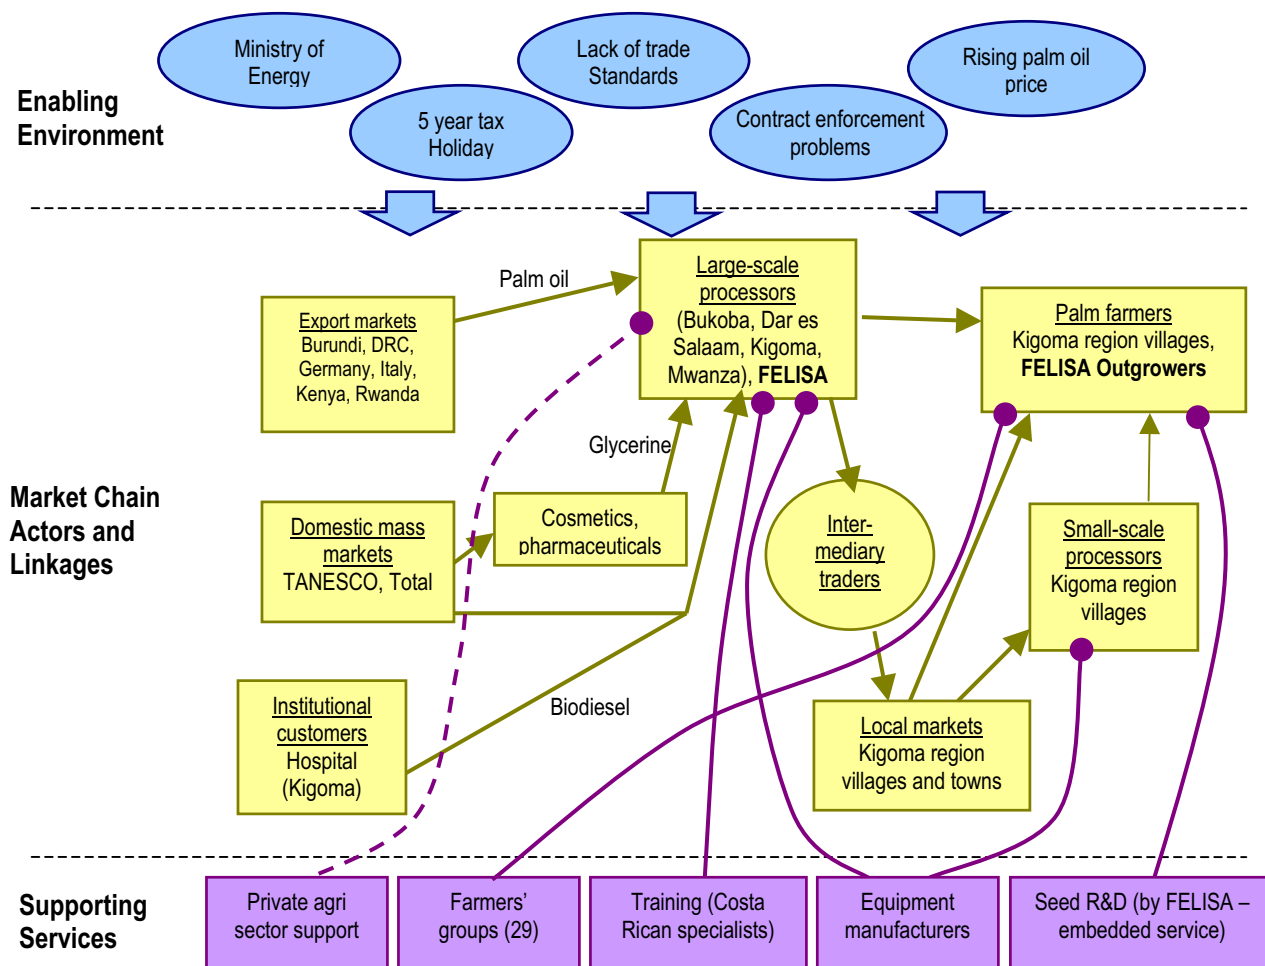 Ministry of
Energy
Lack of trade
Standards
Rising palm oil
price
Enabling
Environment
5 year tax
Holiday
Contract enforcement
problems
Palm oil
Large-scale
processors
(Bukoba, Dar es
Salaam, Kigoma,
Mwanza), FELISA
Export markets
Burundi, DRC,
Germany, Italy,
Kenya, Rwanda
Palm farmers
Kigoma region villages,
FELISA Outgrowers
Glycerine
Market Chain
Actors and
Linkages
Domestic mass
markets
TANESCO, Total
Cosmetics,
pharmaceuticals
Inter-
mediary
traders
Small-scale
processors
Kigoma region
villages
Institutional
customers
Hospital
(Kigoma)
Biodiesel
Local markets
Kigoma region
villages and towns
Supporting
Services
Private agri
sector support
Farmers'
groups (29)
Training (Costa
Rican specialists)
Equipment
manufacturers
Seed R&D (by FELISA –
embedded service)